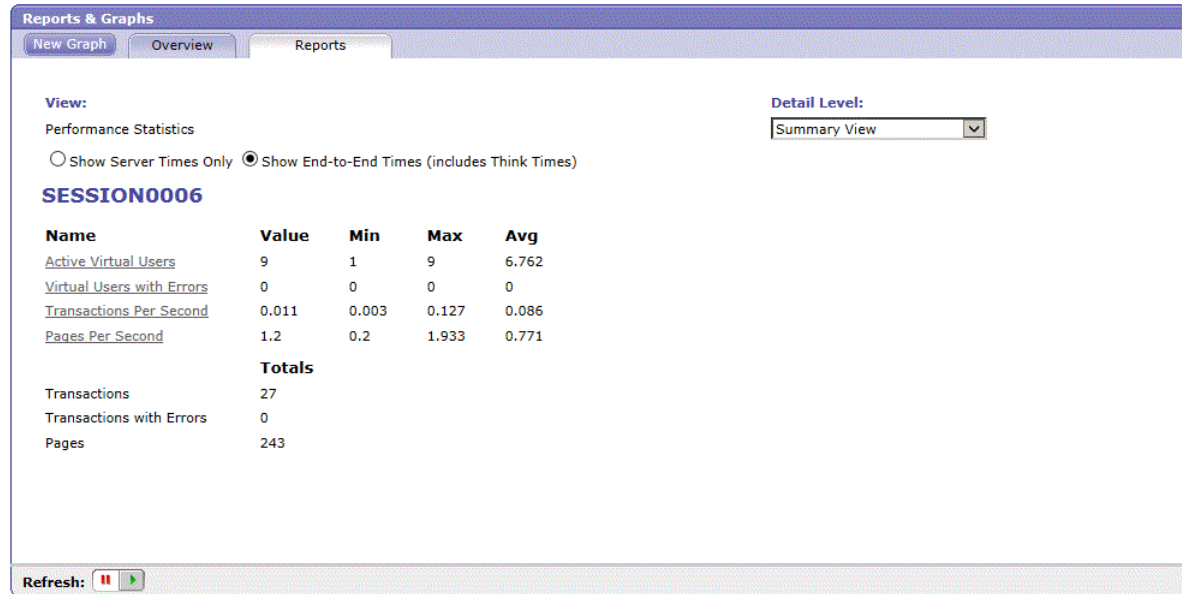 Reports & Graphs
New Graph Overview Reports
View: Detail Level:
Performance Statistics Summary View
Show Server Times Only Show End-to-End Times (includes Think Times)
SESSION0006
Name Value Min Max Avg
Active Virtual Users 9 1 9 6.762
Virtual Users with Errors 0 0 0 0
Transactions Per Second 0.011 0.003 0.127 0.086
Pages Per Second 1.2 0.2 1.933 0.771
Totals
Transactions 27
Transactions with Errors 0
Pages 243
Refresh: